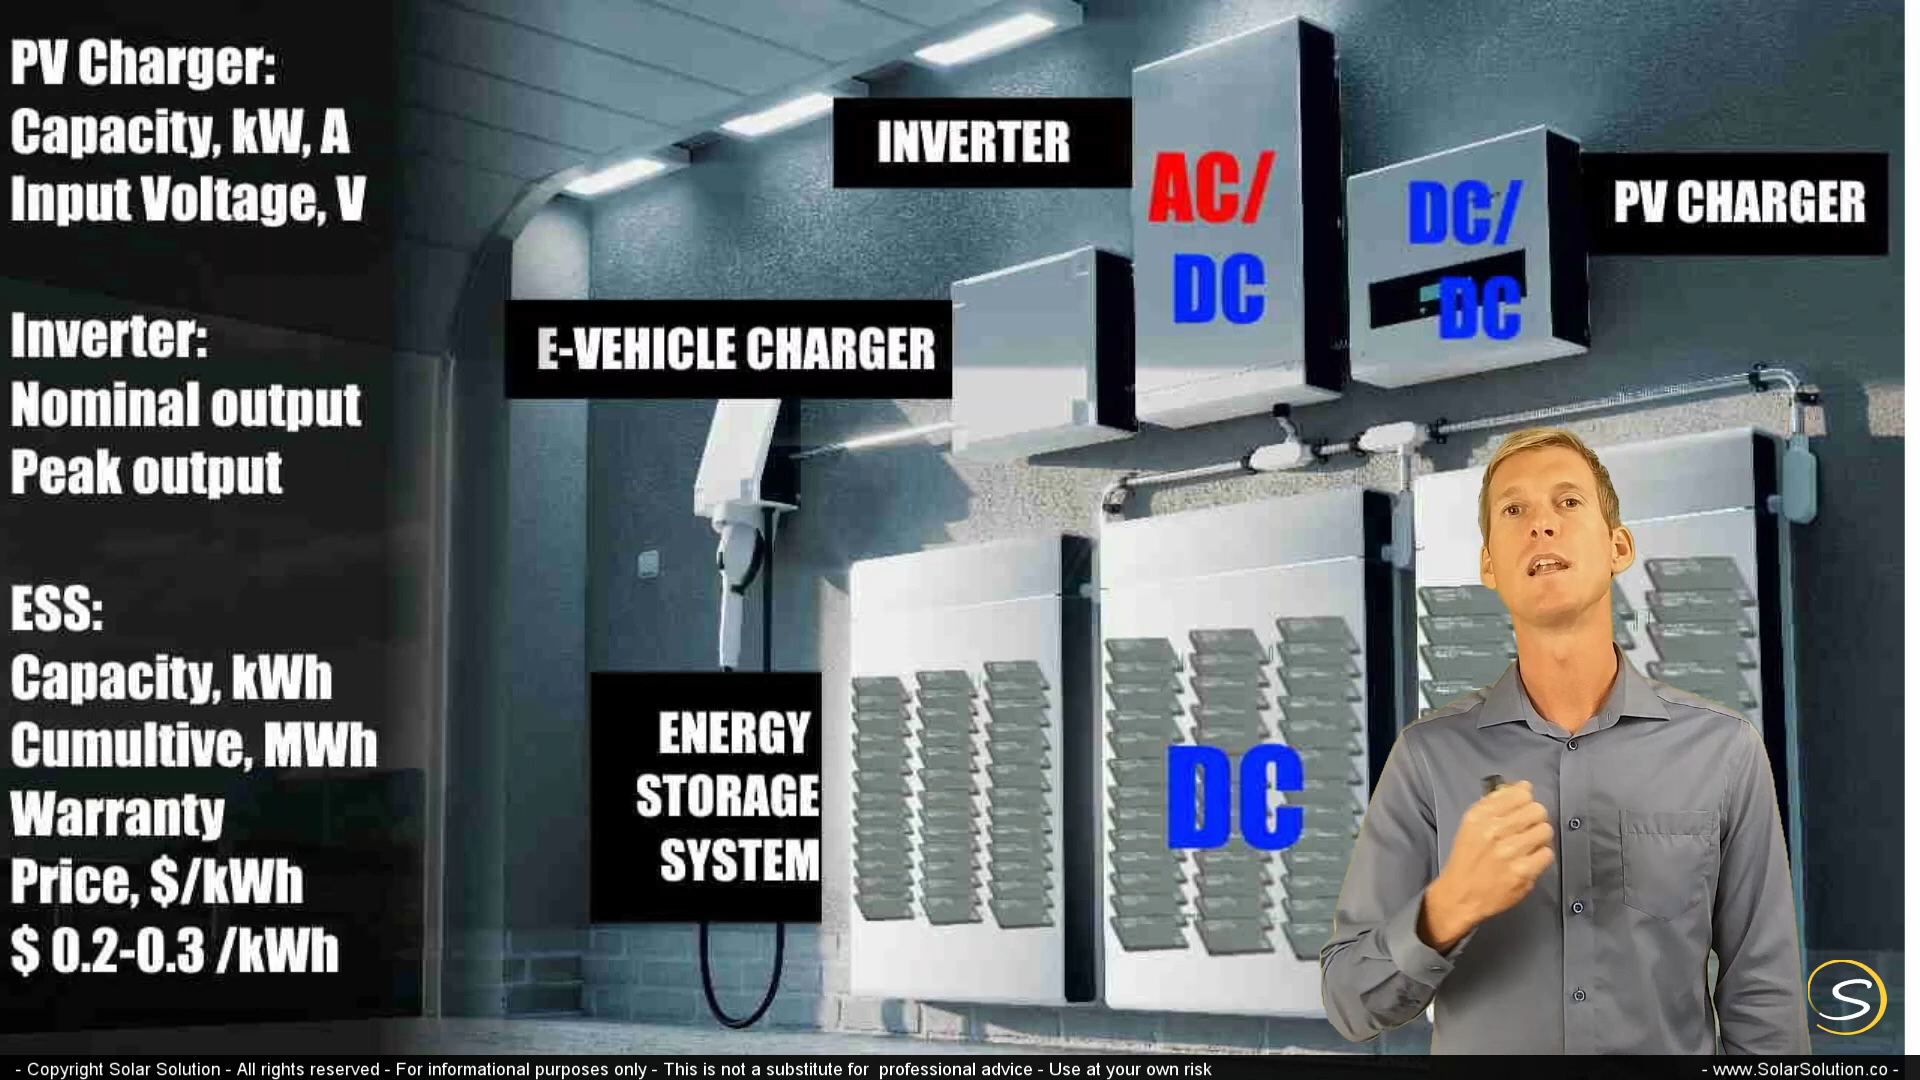 PV Charger:
Capacity, kW, A
Input Voltage, V
Inverter:
Nominal output
Peak output
ESS:
Capacity, kWh
Cumultive, MWh
Warranty
Price, $/kWh
$ 0.2-0.3 /kWh
INVERTER
AC/
DC
DC/
DC
PV CHARGER
E-VEHICLE CHARGER
ENERGY
STORAGE
SYSTEM
DC
S
- Copyright Solar Solution - All rights reserved - For informational purposes only - This is not a substitute for  professional advice - Use at your own risk
- www.SolarSolution.co -